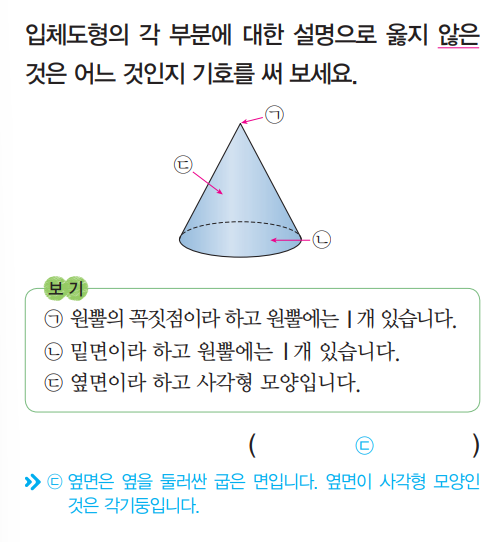 입체도형의 각 부분에 대한 설명으로 옳지 않은
것은 어느 것인지 기호를 써 보세요.
㉠
㉢
㉡
보기
㉠ 원뿔의 꼭짓점이라 하고 원뿔에는 1개 있습니다.
㉡ 밑면이라 하고 원뿔에는 1개 있습니다.
㉢ 옆면이라 하고 사각형 모양입니다.
( ㉢ )
㉢ 옆면은 옆을 둘러싼 굽은 면입니다. 옆면이 사각형 모양인
것은 각기둥입니다.